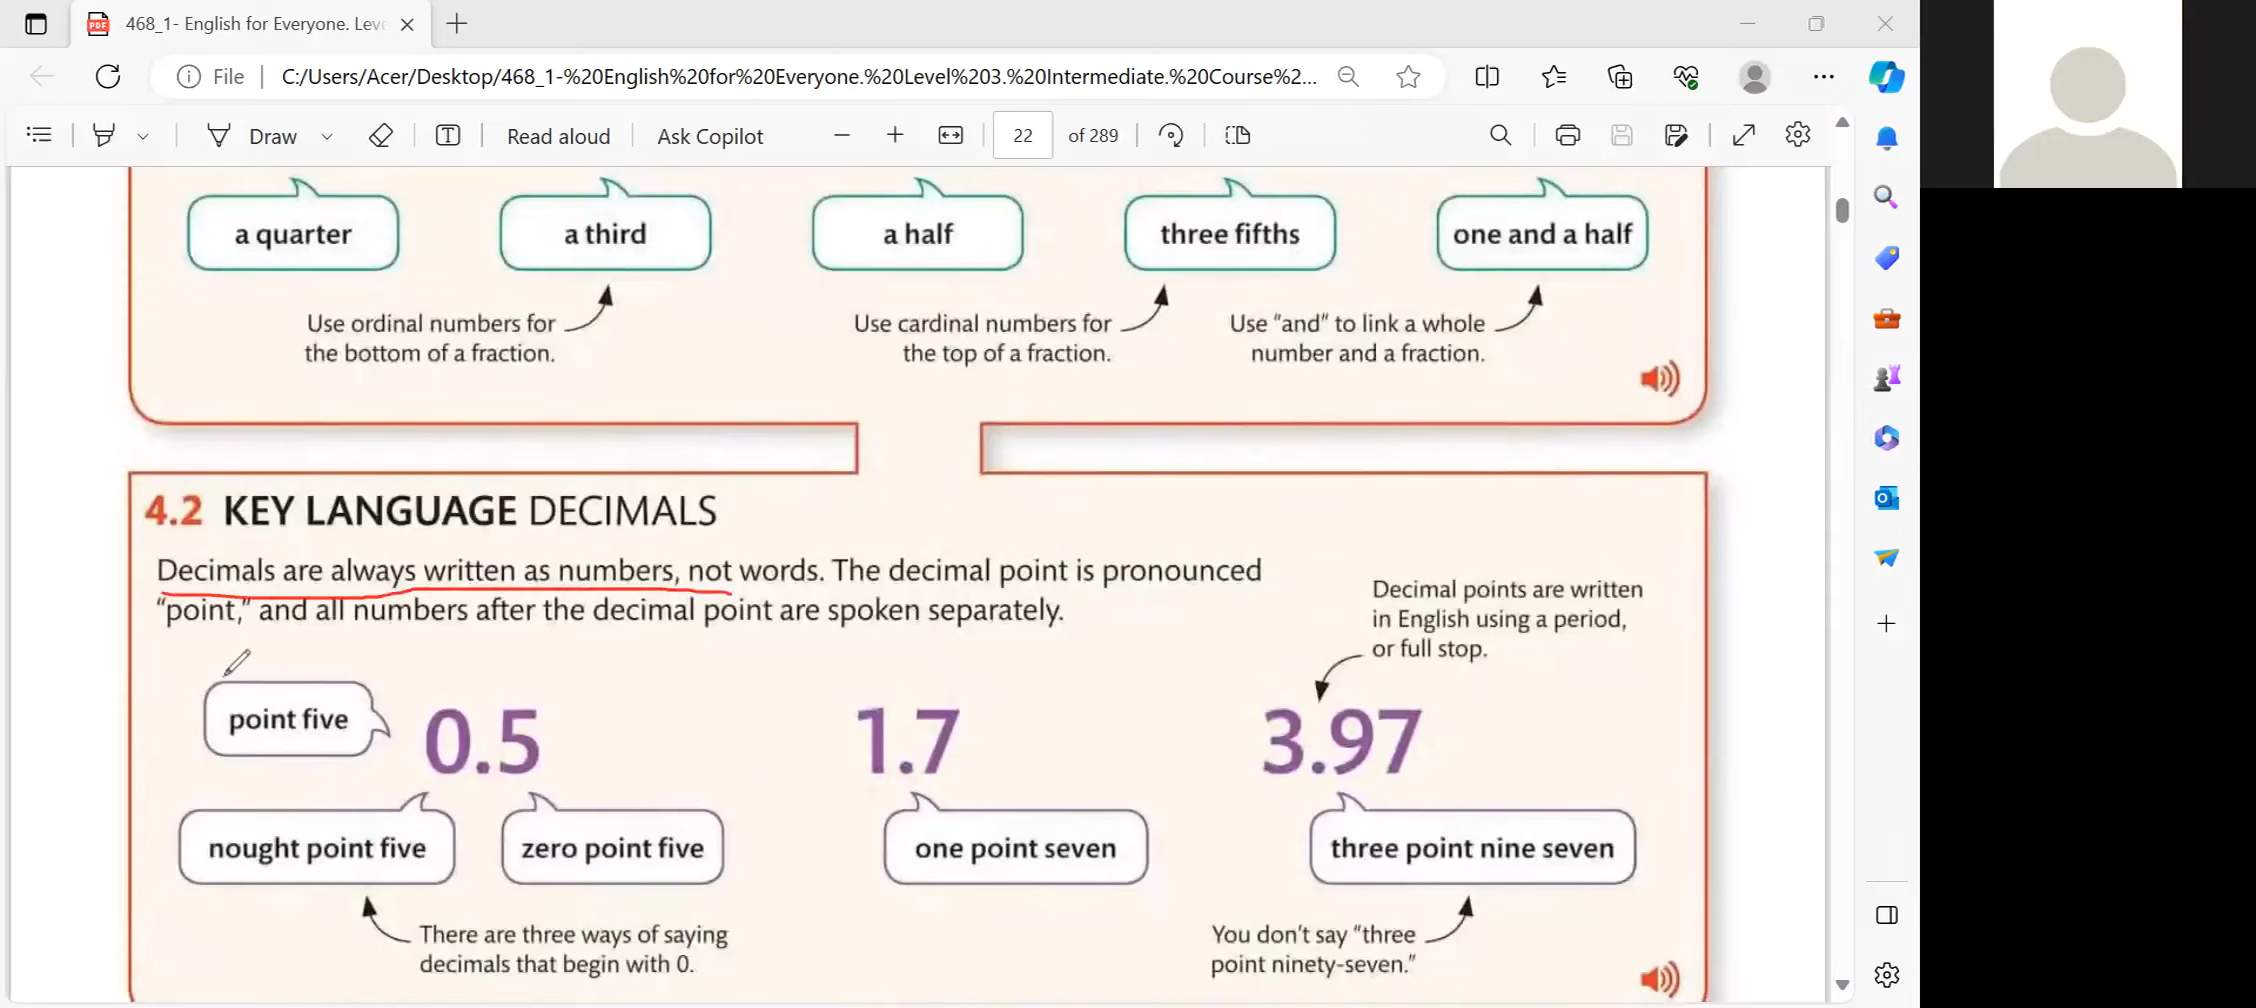 468_1- English for Everyone. Leve
File
C:/Users/Acer/Desktop/468_1-%20English%20for%20Everyone.%20Level%203.%20Intermediate.%20Course%2...
Draw
Read aloud
Ask Copilot
22
of 289
a quarter
a third
a half
three fifths
one and a half
Use ordinal numbers for
the bottom of a fraction.
Use cardinal numbers for
the top of a fraction.
Use "and" to link a whole
number and a fraction.
4.2 KEY LANGUAGE DECIMALS
Decimals are always written as numbers, not words. The decimal point is pronounced
"point," and all numbers after the decimal point are spoken separately.
Decimal points are written
in English using a period,
or full stop.
point five
0.5
1.7
3.97
nought point five
zero point five
one point seven
three point nine seven
There are three ways of saying
decimals that begin with 0.
You don't say "three
point ninety-seven."